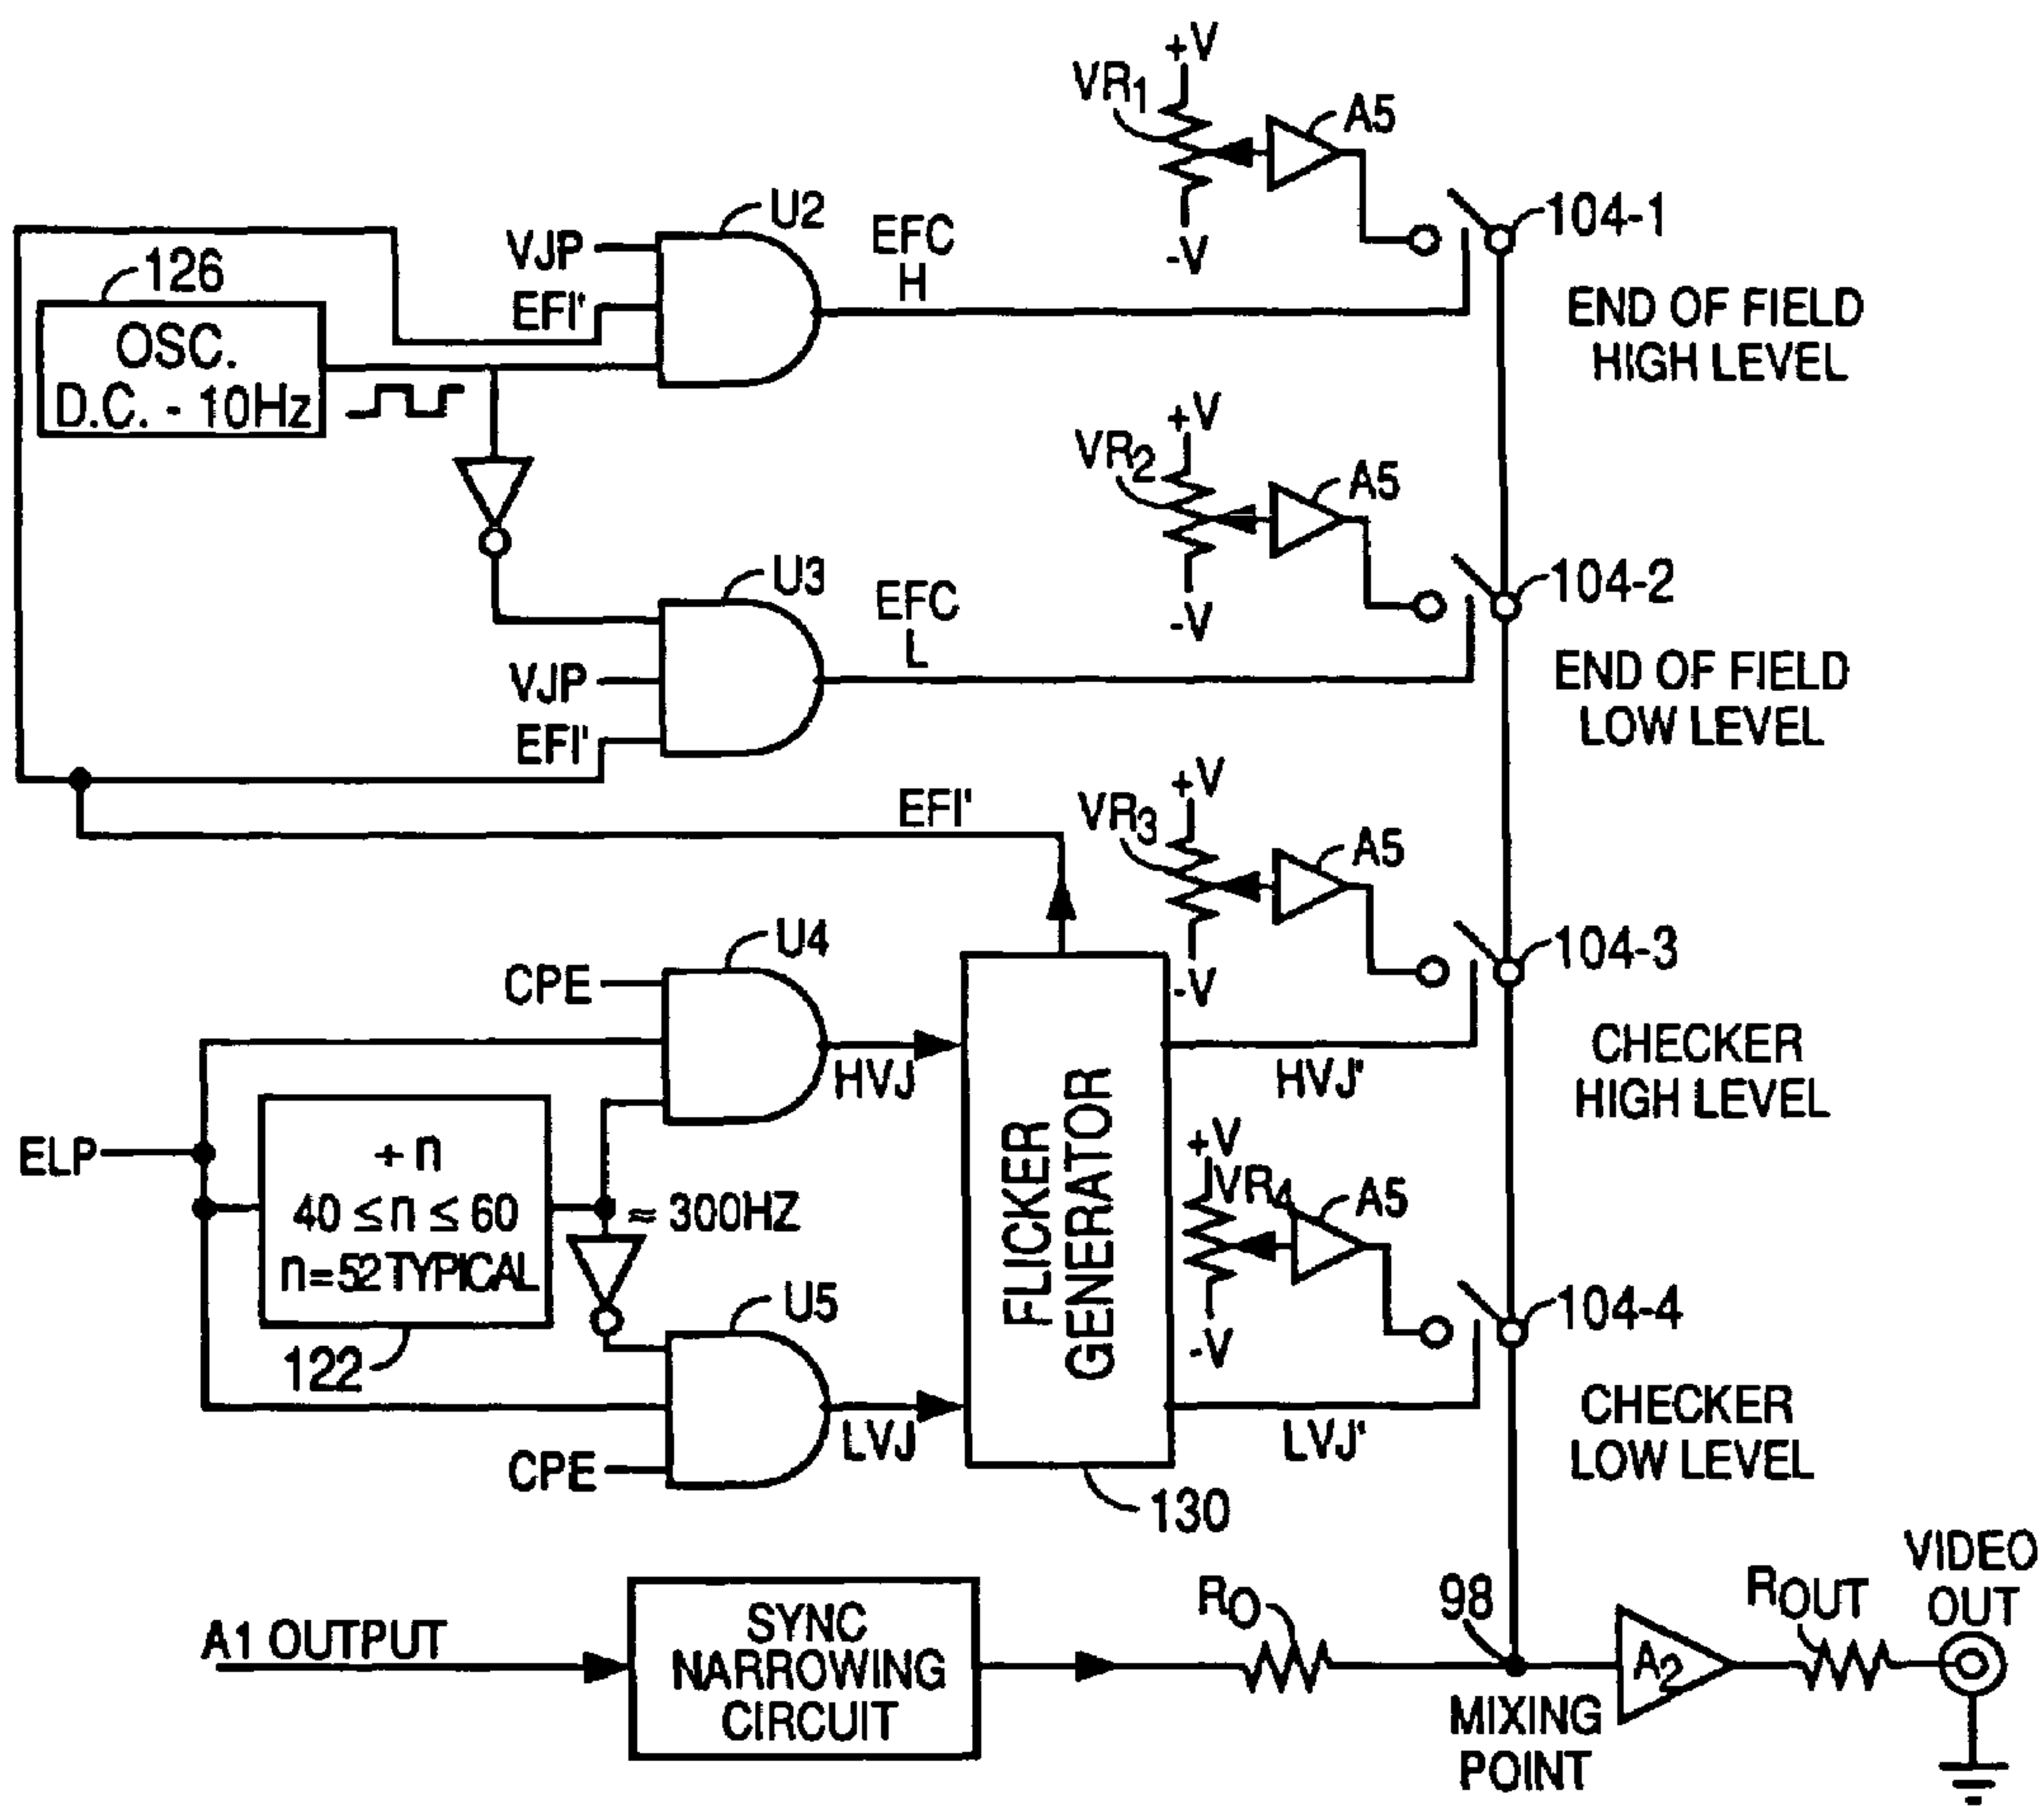 +V
VR1
A5
-V
104-1
END OF FIELD
HIGH LEVEL
U2
VJP
EFI'
EFC
H
126
OSC.
D.C. - 10Hz
+V
VR2
A5
-V
104-2
END OF FIELD
LOW LEVEL
U3
VJP
EFI'
EFC
L
EFI'
+V
VR3
A5
-V
104-3
CHECKER
HIGH LEVEL
U4
CPE
HVJ
HVJ'
ELP
+ n
40 ≤ n ≤ 60
n=52 TYPICAL
122
= 300HZ
FLICKER
GENERATOR
130
+V
VR4
A5
-V
104-4
CHECKER
LOW LEVEL
U5
CPE
LVJ
LVJ'
A1 OUTPUT
SYNC
NARROWING
CIRCUIT
RO
98
MIXING
POINT
A2
ROUT
VIDEO
OUT